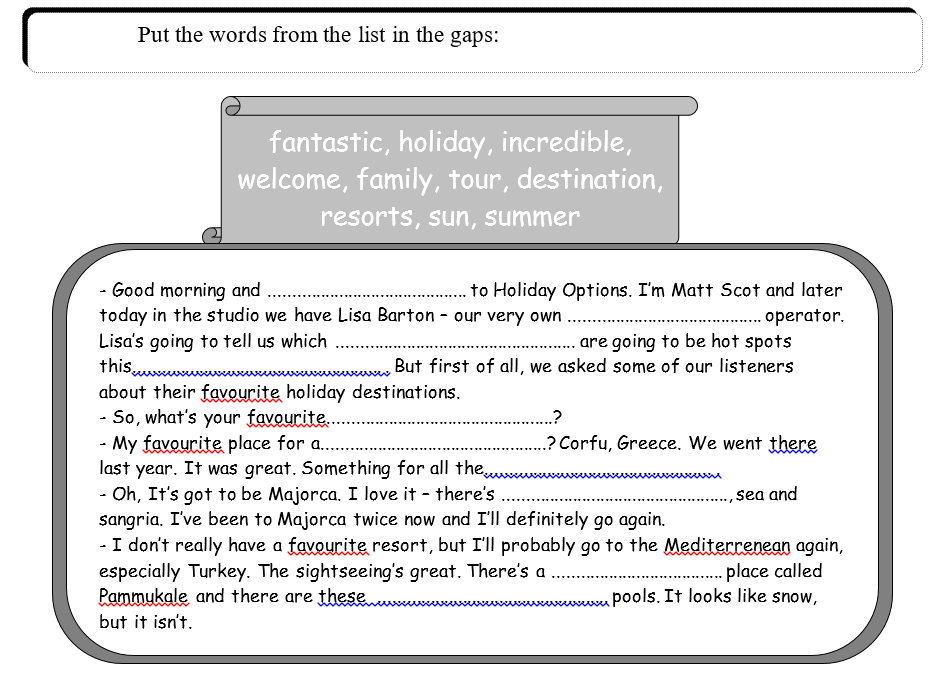 Put the words from the list in the gaps:
fantastic, holiday, incredible,
welcome, family, tour, destination,
resorts, sun, summer
- Good morning and .......................................... to Holiday Options. I'm Matt Scot and later
today in the studio we have Lisa Barton – our very own ......................................... operator.
Lisa's going to tell us which ................................................... are going to be hot spots
this....................................................... But first of all, we asked some of our listeners
about their favourite holiday destinations.
- So, what's your favourite................................................?
- My favourite place for a................................................? Corfu, Greece. We went there
last year. It was great. Something for all the..................................................
- Oh, It's got to be Majorca. I love it – there's ................................................, sea and
sangria. I've been to Majorca twice now and I'll definitely go again.
- I don't really have a favourite resort, but I'll probably go to the Mediterrenean again,
especially Turkey. The sightseeing's great. There's a .................................... place called
Pammukale and there are these................................................... pools. It looks like snow,
but it isn't.